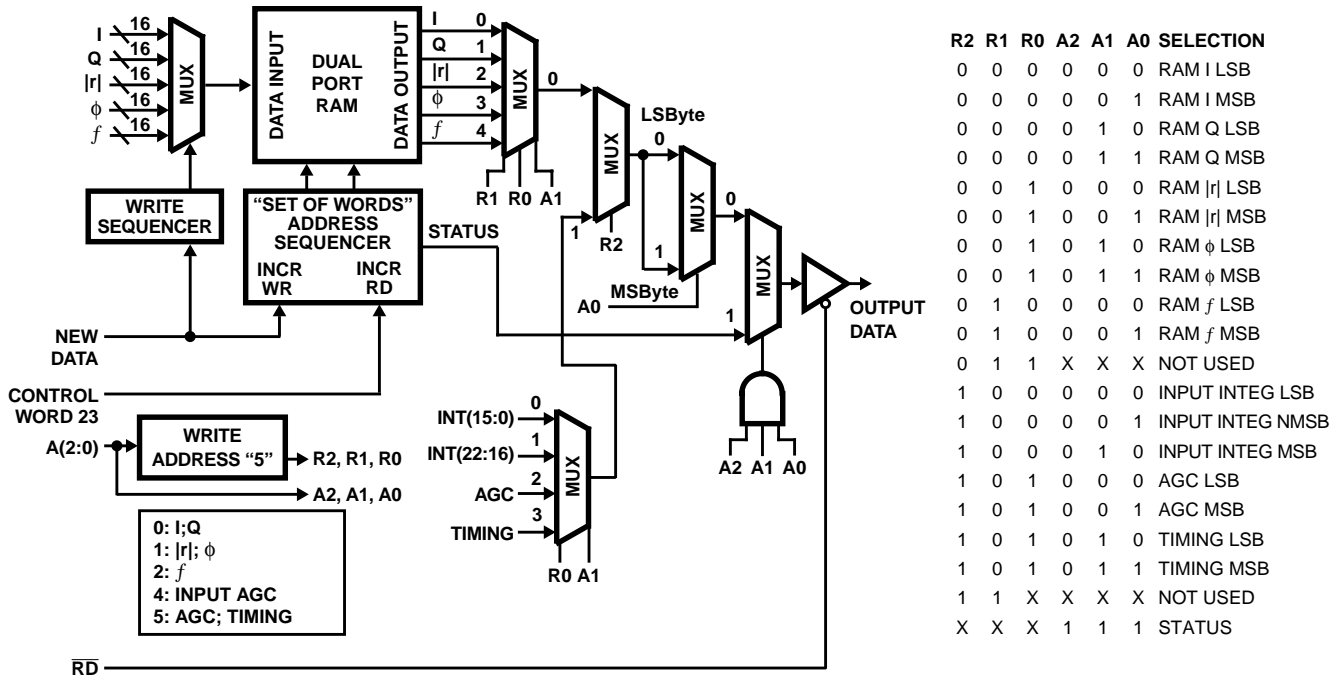 I 16
Q 16
|r| 16
ϕ 16
f 16
MUX
DATA INPUT
DUAL
PORT
RAM
DATA OUTPUT
I 0
Q 1
|r| 2
ϕ 3
f 4
MUX
R1 R0 A1
0
1
MUX
R2
LSByte
0
1
MSByte
A0
MUX
0
1
MUX
A2 A1 A0
OUTPUT
DATA
WRITE
SEQUENCER
“SET OF WORDS”
ADDRESS
SEQUENCER
INCR
WR
INCR
RD
STATUS
NEW
DATA
CONTROL
WORD 23
A(2:0)
WRITE
ADDRESS “5”
R2, R1, R0
A2, A1, A0
0: I;Q
1: |r|; ϕ
2: f
4: INPUT AGC
5: AGC; TIMING
INT(15:0) 0
INT(22:16) 1
AGC 2
TIMING 3
MUX
R0 A1
RD
R2 R1 R0 A2 A1 A0 SELECTION
0 0 0 0 0 0 RAM I LSB
0 0 0 0 0 1 RAM I MSB
0 0 0 0 1 0 RAM Q LSB
0 0 0 0 1 1 RAM Q MSB
0 0 1 0 0 0 RAM |r| LSB
0 0 1 0 0 1 RAM |r| MSB
0 0 1 0 1 0 RAM ϕ LSB
0 0 1 0 1 1 RAM ϕ MSB
0 1 0 0 0 0 RAM f LSB
0 1 0 0 0 1 RAM f MSB
0 1 1 X X X NOT USED
1 0 0 0 0 0 INPUT INTEG LSB
1 0 0 0 0 1 INPUT INTEG NMSB
1 0 0 0 1 0 INPUT INTEG MSB
1 0 1 0 0 0 AGC LSB
1 0 1 0 0 1 AGC MSB
1 0 1 0 1 0 TIMING LSB
1 0 1 0 1 1 TIMING MSB
1 1 X X X X NOT USED
X X X 1 1 1 STATUS